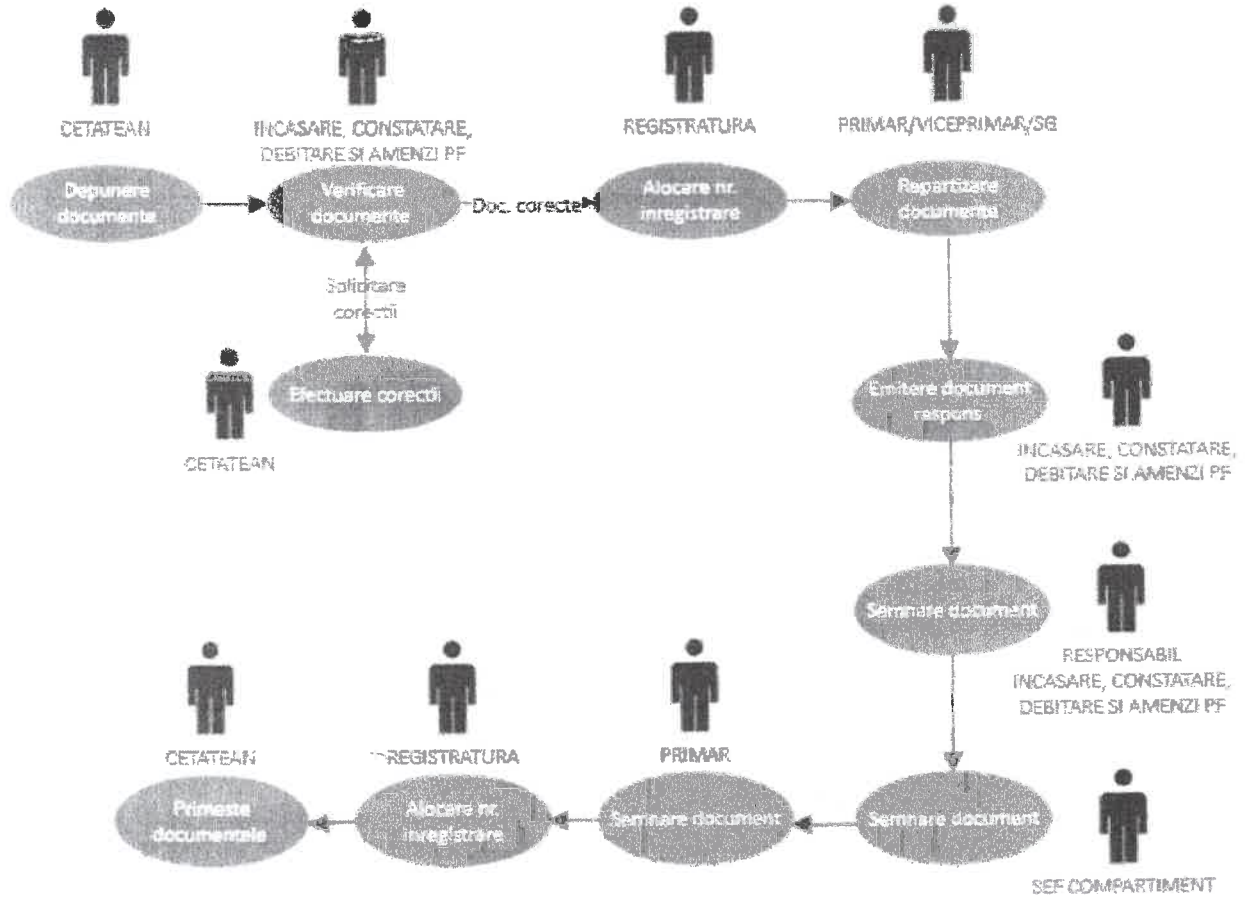 CETATEAN
INCASARE, CONSTATARE,
DEBITARE SI AMENZI PF
REGISTRATURA
PRIMAR/VICEPRIMAR/SG
Depunere
documente
Verificare
documente
Doc. corecte
Alocare nr.
inregistrare
Repartizare
documente
Solicitare
corectii
CETATEAN
Efectuare corectii
Emitere document
respuns
INCASARE, CONSTATARE,
DEBITARE SI AMENZI PF
Semnare document
RESPONSABIL
INCASARE, CONSTATARE,
DEBITARE SI AMENZI PF
CETATEAN
REGISTRATURA
PRIMAR
Primeste
documentele
Alocare nr.
inregistrare
Semnare document
Semnare document
SEF COMPARTIMENT